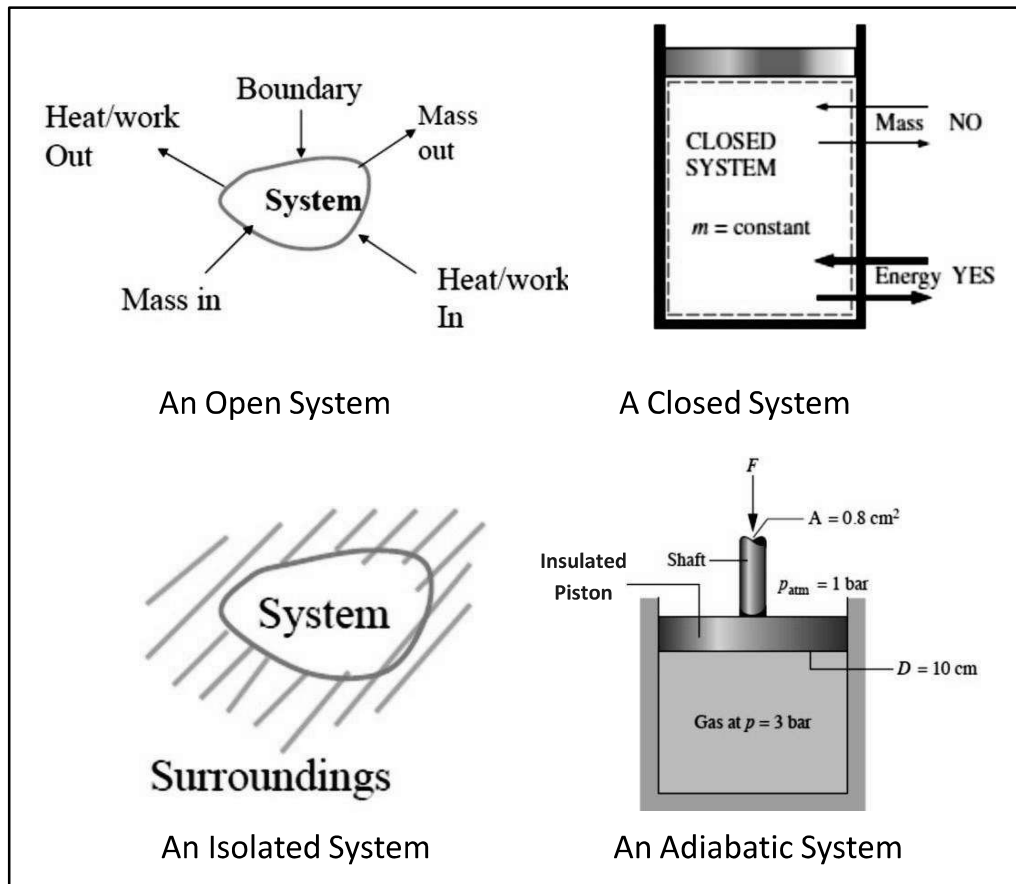 Boundary
Heat/work
Out
Mass
out
System
Mass in
Heat/work
In
An Open System
CLOSED
SYSTEM
m = constant
Mass NO
Energy YES
A Closed System
System
Surroundings
An Isolated System
F
A = 0.8 cm²
Shaft
Insulated
Piston
patm = 1 bar
D = 10 cm
Gas at p = 3 bar
An Adiabatic System